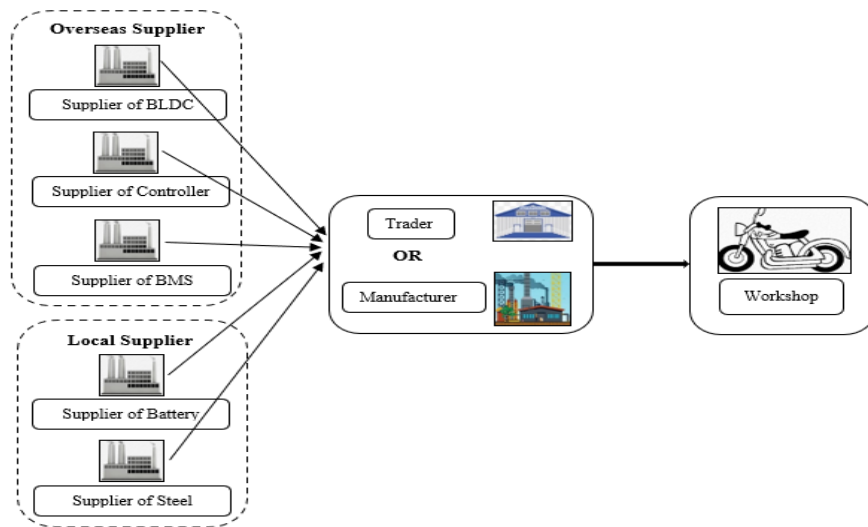 Overseas Supplier
Supplier of BLDC
Supplier of Controller
Supplier of BMS
Local Supplier
Supplier of Battery
Supplier of Steel
Trader
OR
Manufacturer
Workshop